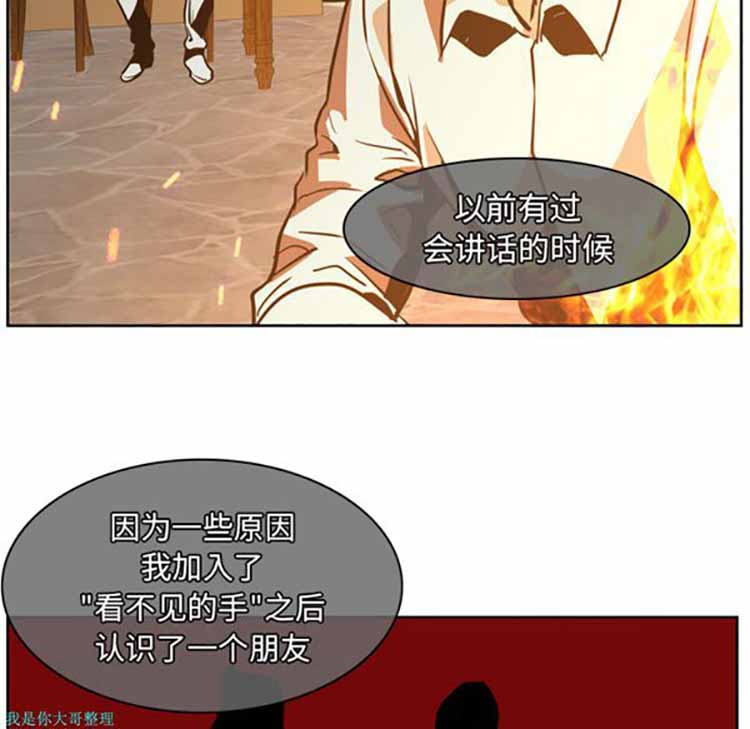 以前有过
会讲话的时候
因为一些原因
我加入了
"看不见的手"之后
认识了一个朋友
我是你大哥整理